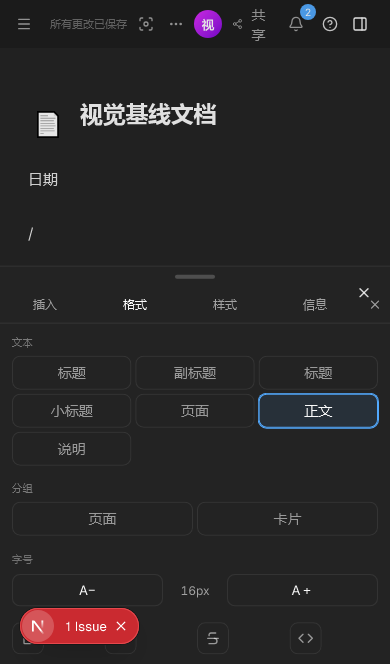 所有更改已保存
视
共享
2
视觉基线文档
日期
/
插入
格式
样式
信息
文本
标题
副标题
标题
小标题
页面
正文
说明
分组
页面
卡片
字号
A−
16px
A+
N
1 Issue
S